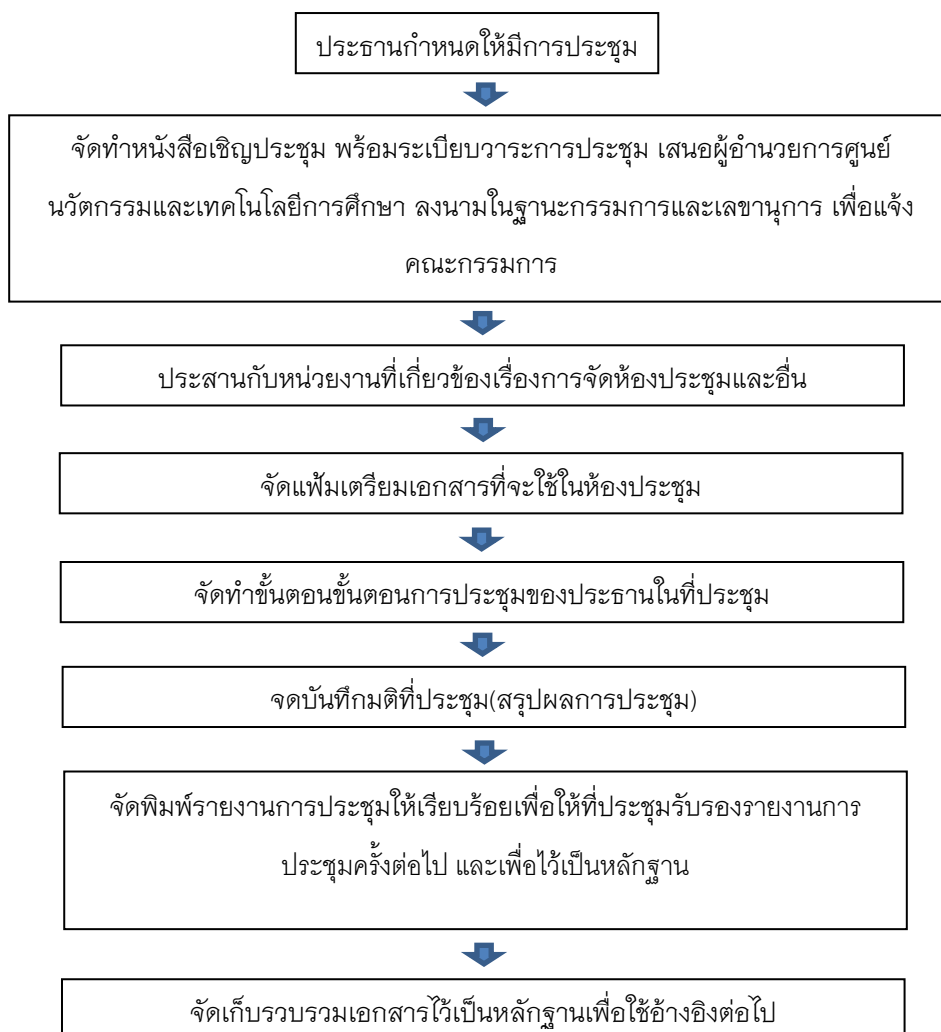 ประธานกำหนดให้มีการประชุม
จัดทำหนังสือเชิญประชุม พร้อมระเบียบวาระการประชุม เสนอผู้อำนวยการศูนย์
นวัตกรรมและเทคโนโลยีการศึกษา ลงนามในฐานะกรรมการและเลขานุการ เพื่อแจ้ง
คณะกรรมการ
ประสานกับหน่วยงานที่เกี่ยวข้องเรื่องการจัดห้องประชุมและอื่น
จัดแฟ้มเตรียมเอกสารที่จะใช้ในห้องประชุม
จัดทำขั้นตอนขั้นตอนการประชุมของประธานในที่ประชุม
จดบันทึกมติที่ประชุม(สรุปผลการประชุม)
จัดพิมพ์รายงานการประชุมให้เรียบร้อยเพื่อให้ที่ประชุมรับรองรายงานการ
ประชุมครั้งต่อไป และเพื่อไว้เป็นหลักฐาน
จัดเก็บรวบรวมเอกสารไว้เป็นหลักฐานเพื่อใช้อ้างอิงต่อไป